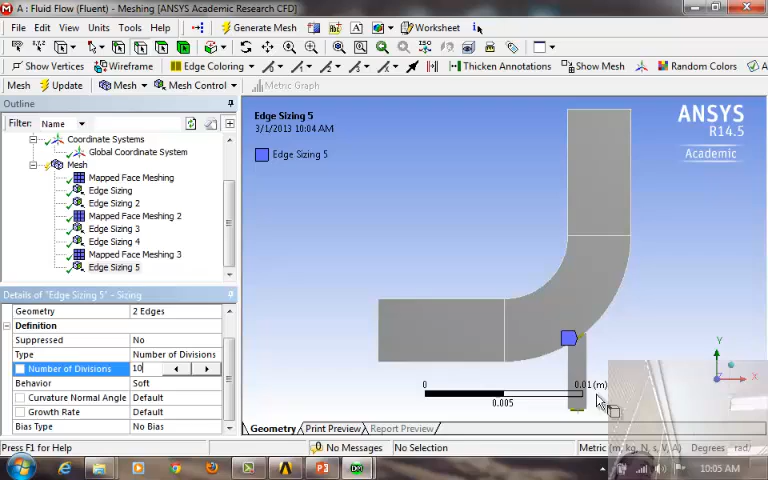 A : Fluid Flow (Fluent) - Meshing [ANSYS Academic Research CFD]
File Edit View Units Tools Help Generate Mesh Worksheet
Show Vertices Wireframe Edge Coloring Thicken Annotations Show Mesh Random Colors A
Mesh Update Mesh Mesh Control Metric Graph
Outline
Filter: Name
Coordinate Systems
Global Coordinate System
Mesh
Mapped Face Meshing
Edge Sizing
Edge Sizing 2
Mapped Face Meshing 2
Edge Sizing 3
Edge Sizing 4
Mapped Face Meshing 3
Edge Sizing 5
Details of "Edge Sizing 5" - Sizing
Geometry 2 Edges
Definition
Suppressed No
Type Number of Divisions
Number of Divisions 10
Behavior Soft
Curvature Normal Angle Default
Growth Rate Default
Bias Type No Bias
Edge Sizing 5
3/1/2013 10:04 AM
Edge Sizing 5
ANSYS
R14.5
Academic
0 0.01 (m)
0.005
Y
X
Geometry Print Preview Report Preview
Press F1 for Help No Messages No Selection Metric (m, kg, N, s, V, A) Degrees rad/
10:05 AM